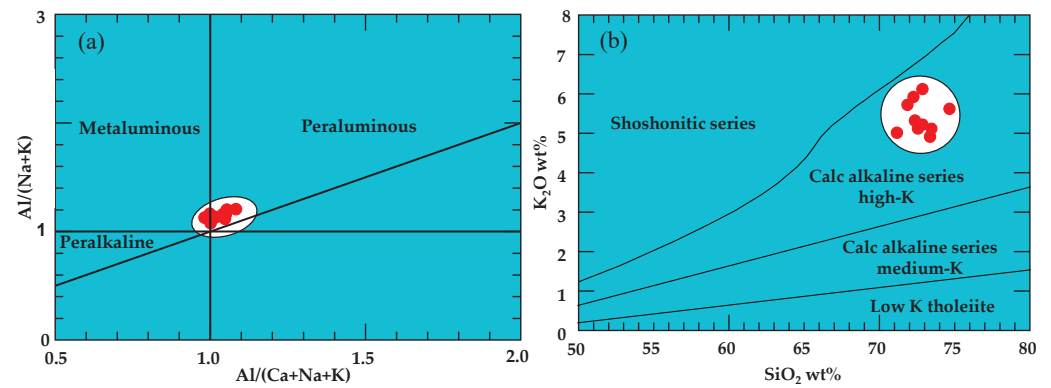 (a)
3
Metaluminous
Peraluminous
Al/(Na+K)
1
Peralkaline
0
0.5
1.0
1.5
2.0
Al/(Ca+Na+K)
(b)
8
7
6
5
4
3
2
1
0
K₂O wt%
Shoshonitic series
Calc alkaline series
high-K
Calc alkaline series
medium-K
Low K tholeiite
50
55
60
65
70
75
80
SiO₂ wt%